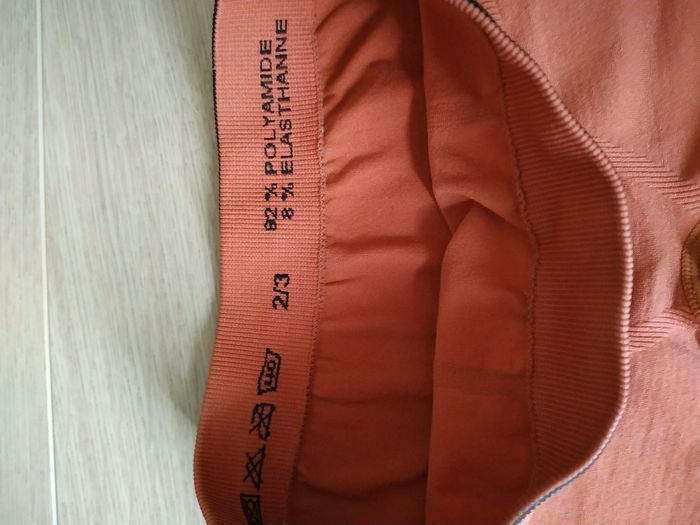 92 % POLYAMIDE
8 % ELASTHANNE
2/3